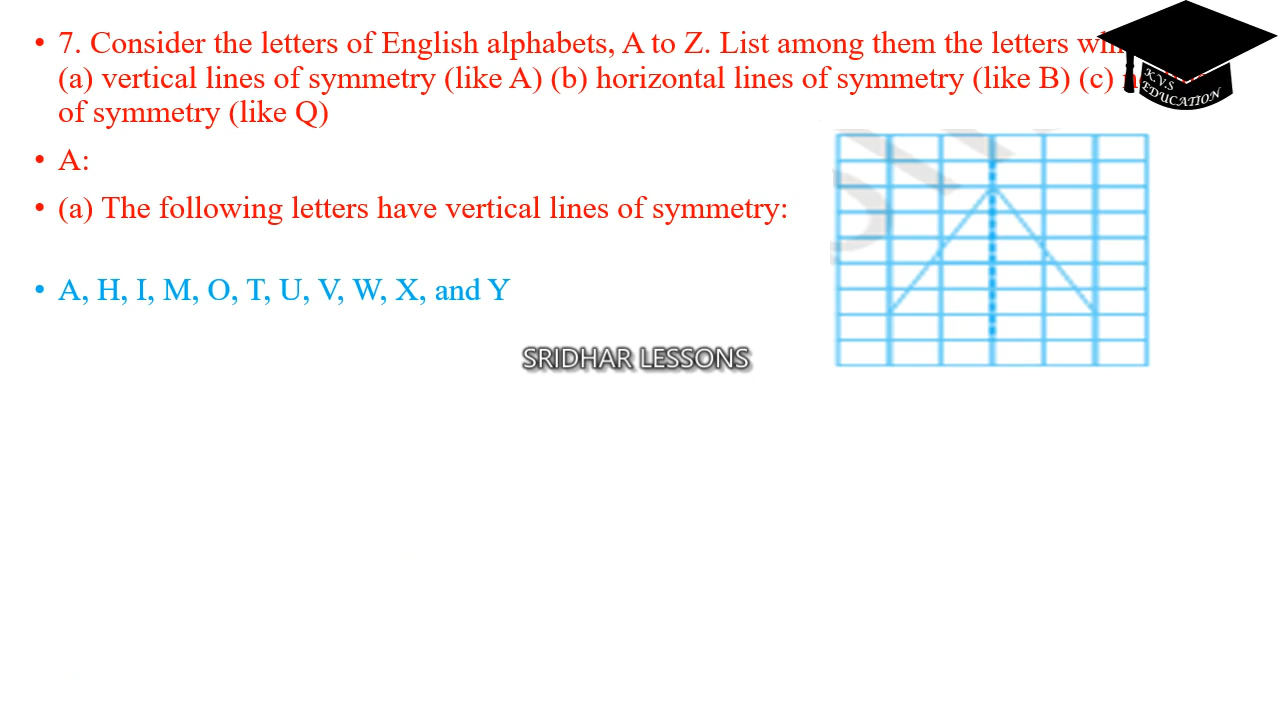 • 7. Consider the letters of English alphabets, A to Z. List among them the letters
(a) vertical lines of symmetry (like A) (b) horizontal lines of symmetry (like B) (c)
of symmetry (like Q)
• A:
• (a) The following letters have vertical lines of symmetry:
• A, H, I, M, O, T, U, V, W, X, and Y
K.V.S
EDUCATION
SRIDHAR LESSONS